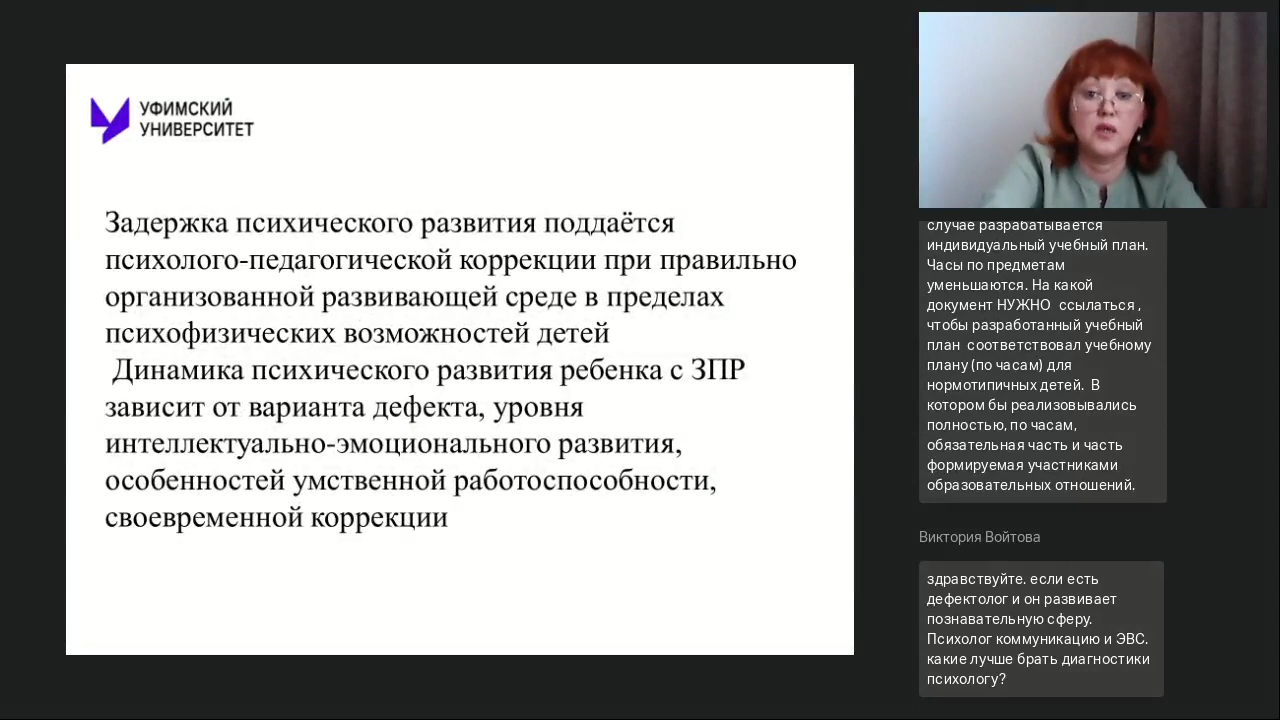 УФИМСКИЙ
УНИВЕРСИТЕТ
Задержка психического развития поддаётся
психолого-педагогической коррекции при правильно
организованной развивающей среде в пределах
психофизических возможностей детей
Динамика психического развития ребенка с ЗПР
зависит от варианта дефекта, уровня
интеллектуально-эмоционального развития,
особенностей умственной работоспособности,
своевременной коррекции
случае разрабатывается
индивидуальный учебный план.
Часы по предметам
уменьшаются. На какой
документ НУЖНО ссылаться ,
чтобы разработанный учебный
план соответствовал учебному
плану (по часам) для
нормотипичных детей. В
котором бы реализовывались
полностью, по часам,
обязательная часть и часть
формируемая участниками
образовательных отношений.
Виктория Войтова
здравствуйте. если есть
дефектолог и он развивает
познавательную сферу.
Психолог коммуникацию и ЭВС.
какие лучше брать диагностики
психологу?